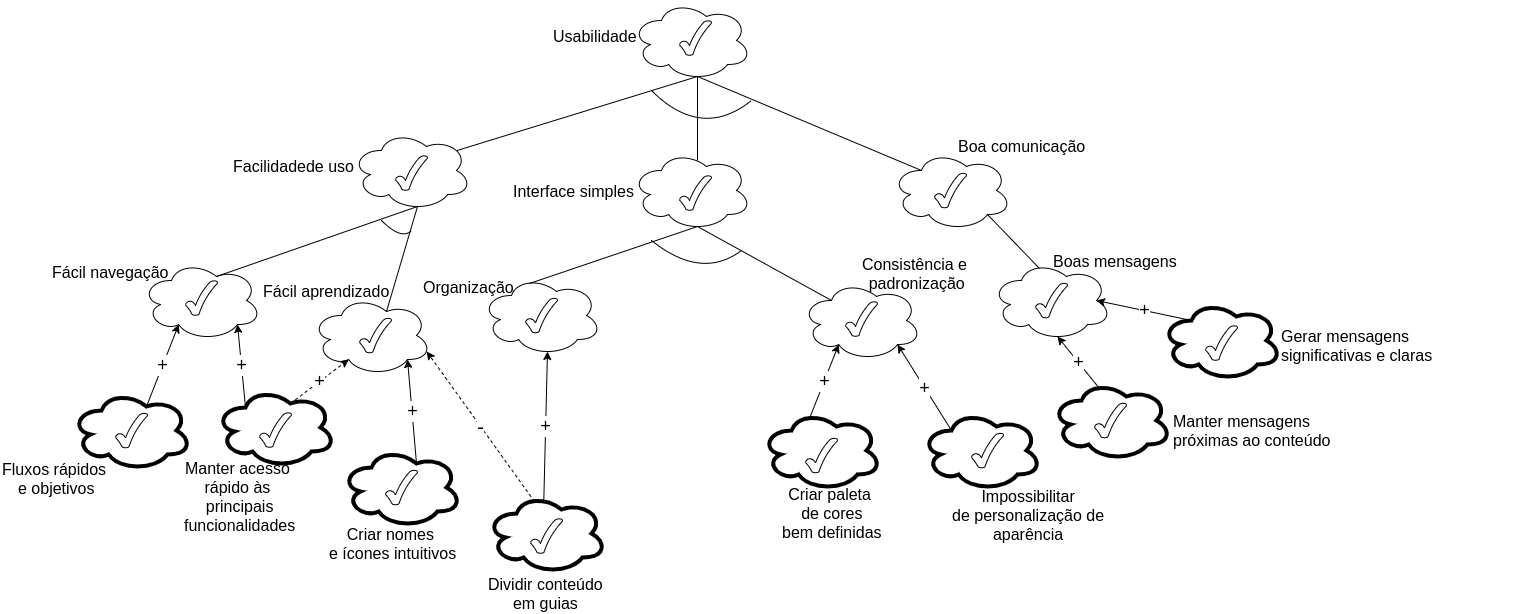 Usabilidade
Facilidadede uso
Interface simples
Boa comunicação
Fácil navegação
Fácil aprendizado
Organização
Consistência e
padronização
Boas mensagens
+
Gerar mensagens
significativas e claras
+
+
+
+
+
+
Manter mensagens
próximas ao conteúdo
+
+
-
Fluxos rápidos
e objetivos
Manter acesso
rápido às
principais
funcionalidades
Criar nomes
e ícones intuitivos
Dividir conteúdo
em guias
Criar paleta
de cores
bem definidas
Impossibilitar
de personalização de
aparência